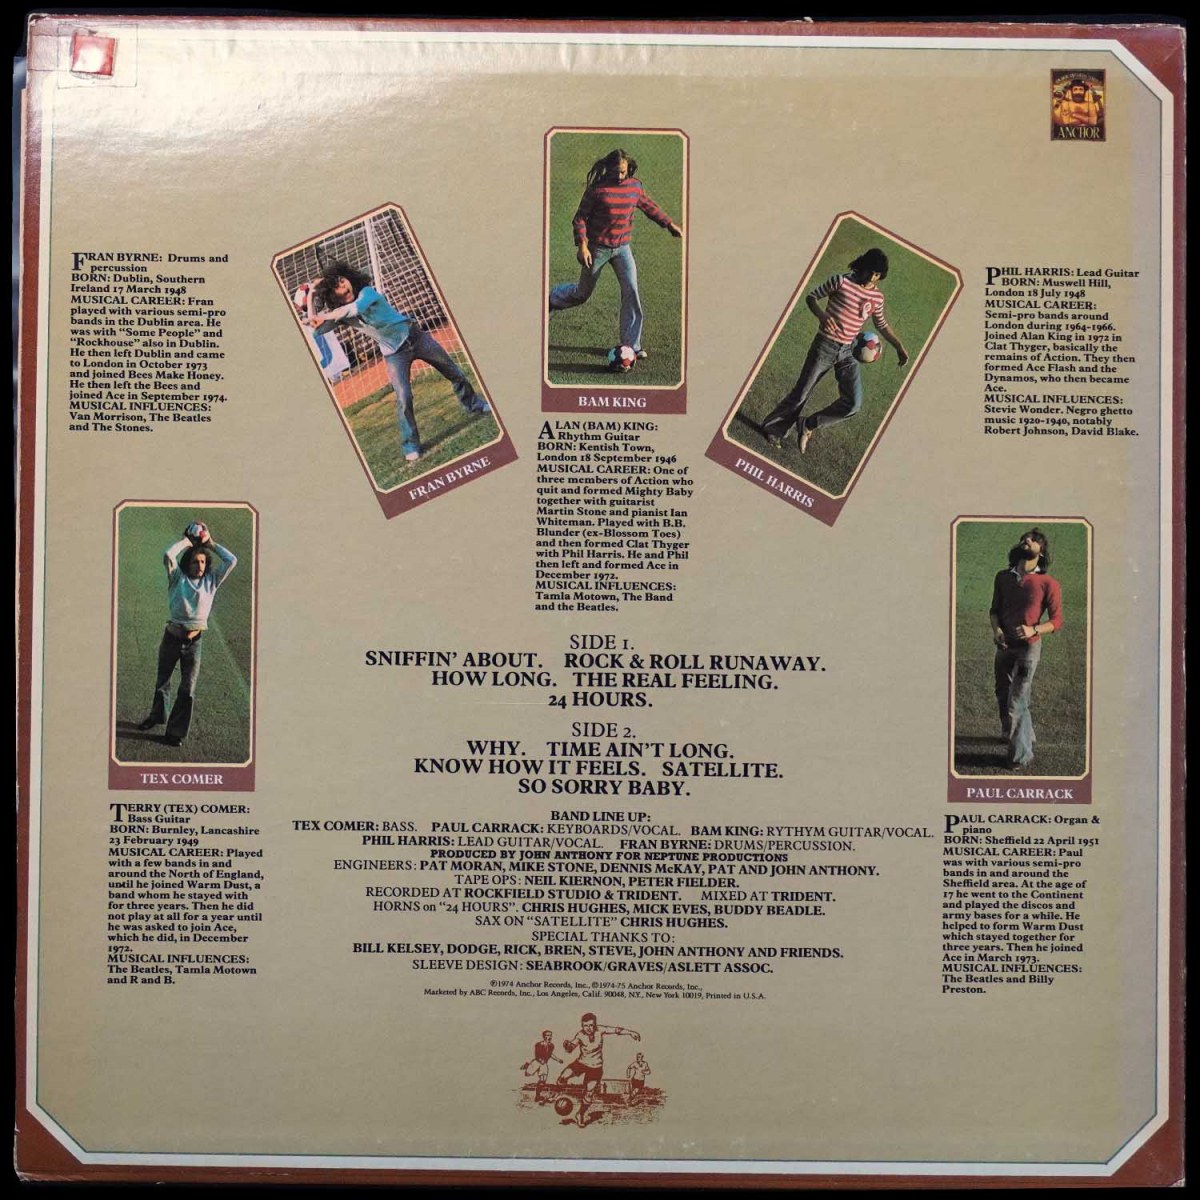 ANCHOR
BAM KING
FRAN BYRNE
PHIL HARRIS
FRAN BYRNE: Drums and
percussion
BORN: Dublin, Southern
Ireland 17 March 1948
MUSICAL CAREER: Fran
played with various semi-pro
bands in the Dublin area. He
was with "Some People" and
"Rockhouse" also in Dublin.
He then left Dublin and came
to London in October 1973
and joined Bees Make Honey.
He then left the Bees and
joined Ace in September 1974.
MUSICAL INFLUENCES:
Van Morrison, The Beatles
and The Stones.
ALAN (BAM) KING:
Rhythm Guitar
BORN: Kentish Town,
London 18 September 1946
MUSICAL CAREER: One of
three members of Action who
quit and formed Mighty Baby
together with guitarist
Martin Stone and pianist Ian
Whiteman. Played with B.B.
Blunder (ex-Blossom Toes)
and then formed Clat Thyger
with Phil Harris. He and Phil
then left and formed Ace in
December 1972.
MUSICAL INFLUENCES:
Tamla Motown, The Band
and the Beatles.
PHIL HARRIS: Lead Guitar
BORN: Muswell Hill,
London 18 July 1948
MUSICAL CAREER:
Semi-pro bands around
London during 1964-1966.
Joined Alan King in 1972 in
Clat Thyger, basically the
remains of Action. They then
formed Ace Flash and the
Dynamos, who then became
Ace.
MUSICAL INFLUENCES:
Stevie Wonder. Negro ghetto
music 1920-1940, notably
Robert Johnson, David Blake.
TEX COMER
TERRY (TEX) COMER:
Bass Guitar
BORN: Burnley, Lancashire
23 February 1949
MUSICAL CAREER: Played
with a few bands in and
around the North of England,
until he joined Warm Dust, a
band whom he stayed with
for three years. Then he did
not play at all for a year until
he was asked to join Ace,
which he did, in December
1972.
MUSICAL INFLUENCES:
The Beatles, Tamla Motown
and R and B.
SIDE 1.
SNIFFIN' ABOUT. ROCK & ROLL RUNAWAY.
HOW LONG. THE REAL FEELING.
24 HOURS.
SIDE 2.
WHY. TIME AIN'T LONG.
KNOW HOW IT FEELS. SATELLITE.
SO SORRY BABY.
BAND LINE UP:
TEX COMER: BASS. PAUL CARRACK: KEYBOARDS/VOCAL. BAM KING: RYTHYM GUITAR/VOCAL.
PHIL HARRIS: LEAD GUITAR/VOCAL. FRAN BYRNE: DRUMS/PERCUSSION.
PRODUCED BY JOHN ANTHONY FOR NEPTUNE PRODUCTIONS
ENGINEERS: PAT MORAN, MIKE STONE, DENNIS McKAY, PAT AND JOHN ANTHONY.
TAPE OPS: NEIL KIERNON, PETER FIELDER.
RECORDED AT ROCKFIELD STUDIO & TRIDENT. MIXED AT TRIDENT.
HORNS on "24 HOURS". CHRIS HUGHES, MICK EVES, BUDDY BEADLE.
SAX ON "SATELLITE" CHRIS HUGHES.
SPECIAL THANKS TO:
BILL KELSEY, DODGE, RICK, BREN, STEVE, JOHN ANTHONY AND FRIENDS.
SLEEVE DESIGN: SEABROOK/GRAVES/ASLETT ASSOC.
℗1974 Anchor Records, Inc., ©1974-75 Anchor Records, Inc.,
Marketed by ABC Records, Inc., Los Angeles, Calif. 90048, N.Y., New York 10019, Printed in U.S.A.
PAUL CARRACK
PAUL CARRACK: Organ &
piano
BORN: Sheffield 22 April 1951
MUSICAL CAREER: Paul
was with various semi-pro
bands in and around the
Sheffield area. At the age of
17 he went to the Continent
and played the discos and
army bases for a while. He
helped to form Warm Dust
which stayed together for
three years. Then he joined
Ace in March 1973.
MUSICAL INFLUENCES:
The Beatles and Billy
Preston.